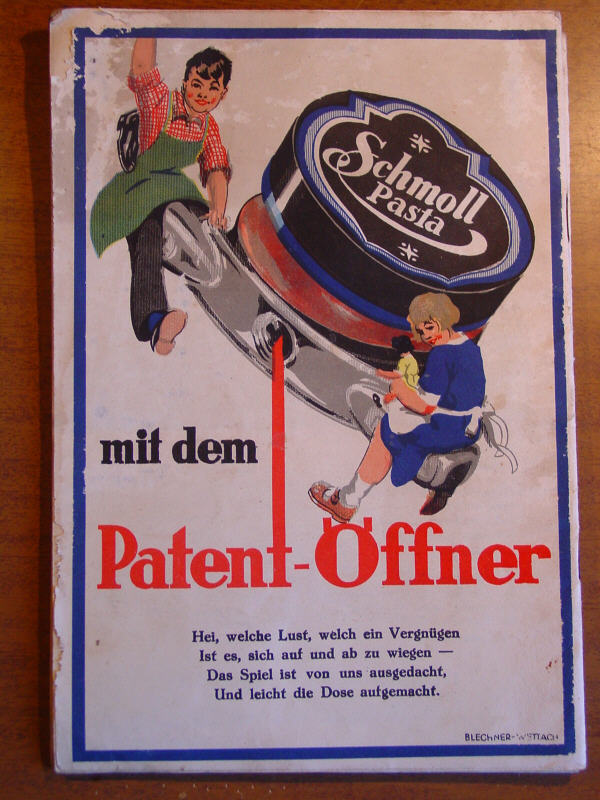 Schmoll
Pasta
mit dem
Patent-Öffner
Hei, welche Lust, welch ein Vergnügen
Ist es, sich auf und ab zu wiegen —
Das Spiel ist von uns ausgedacht,
Und leicht die Dose aufgemacht.
BLECHNER-WETTACH